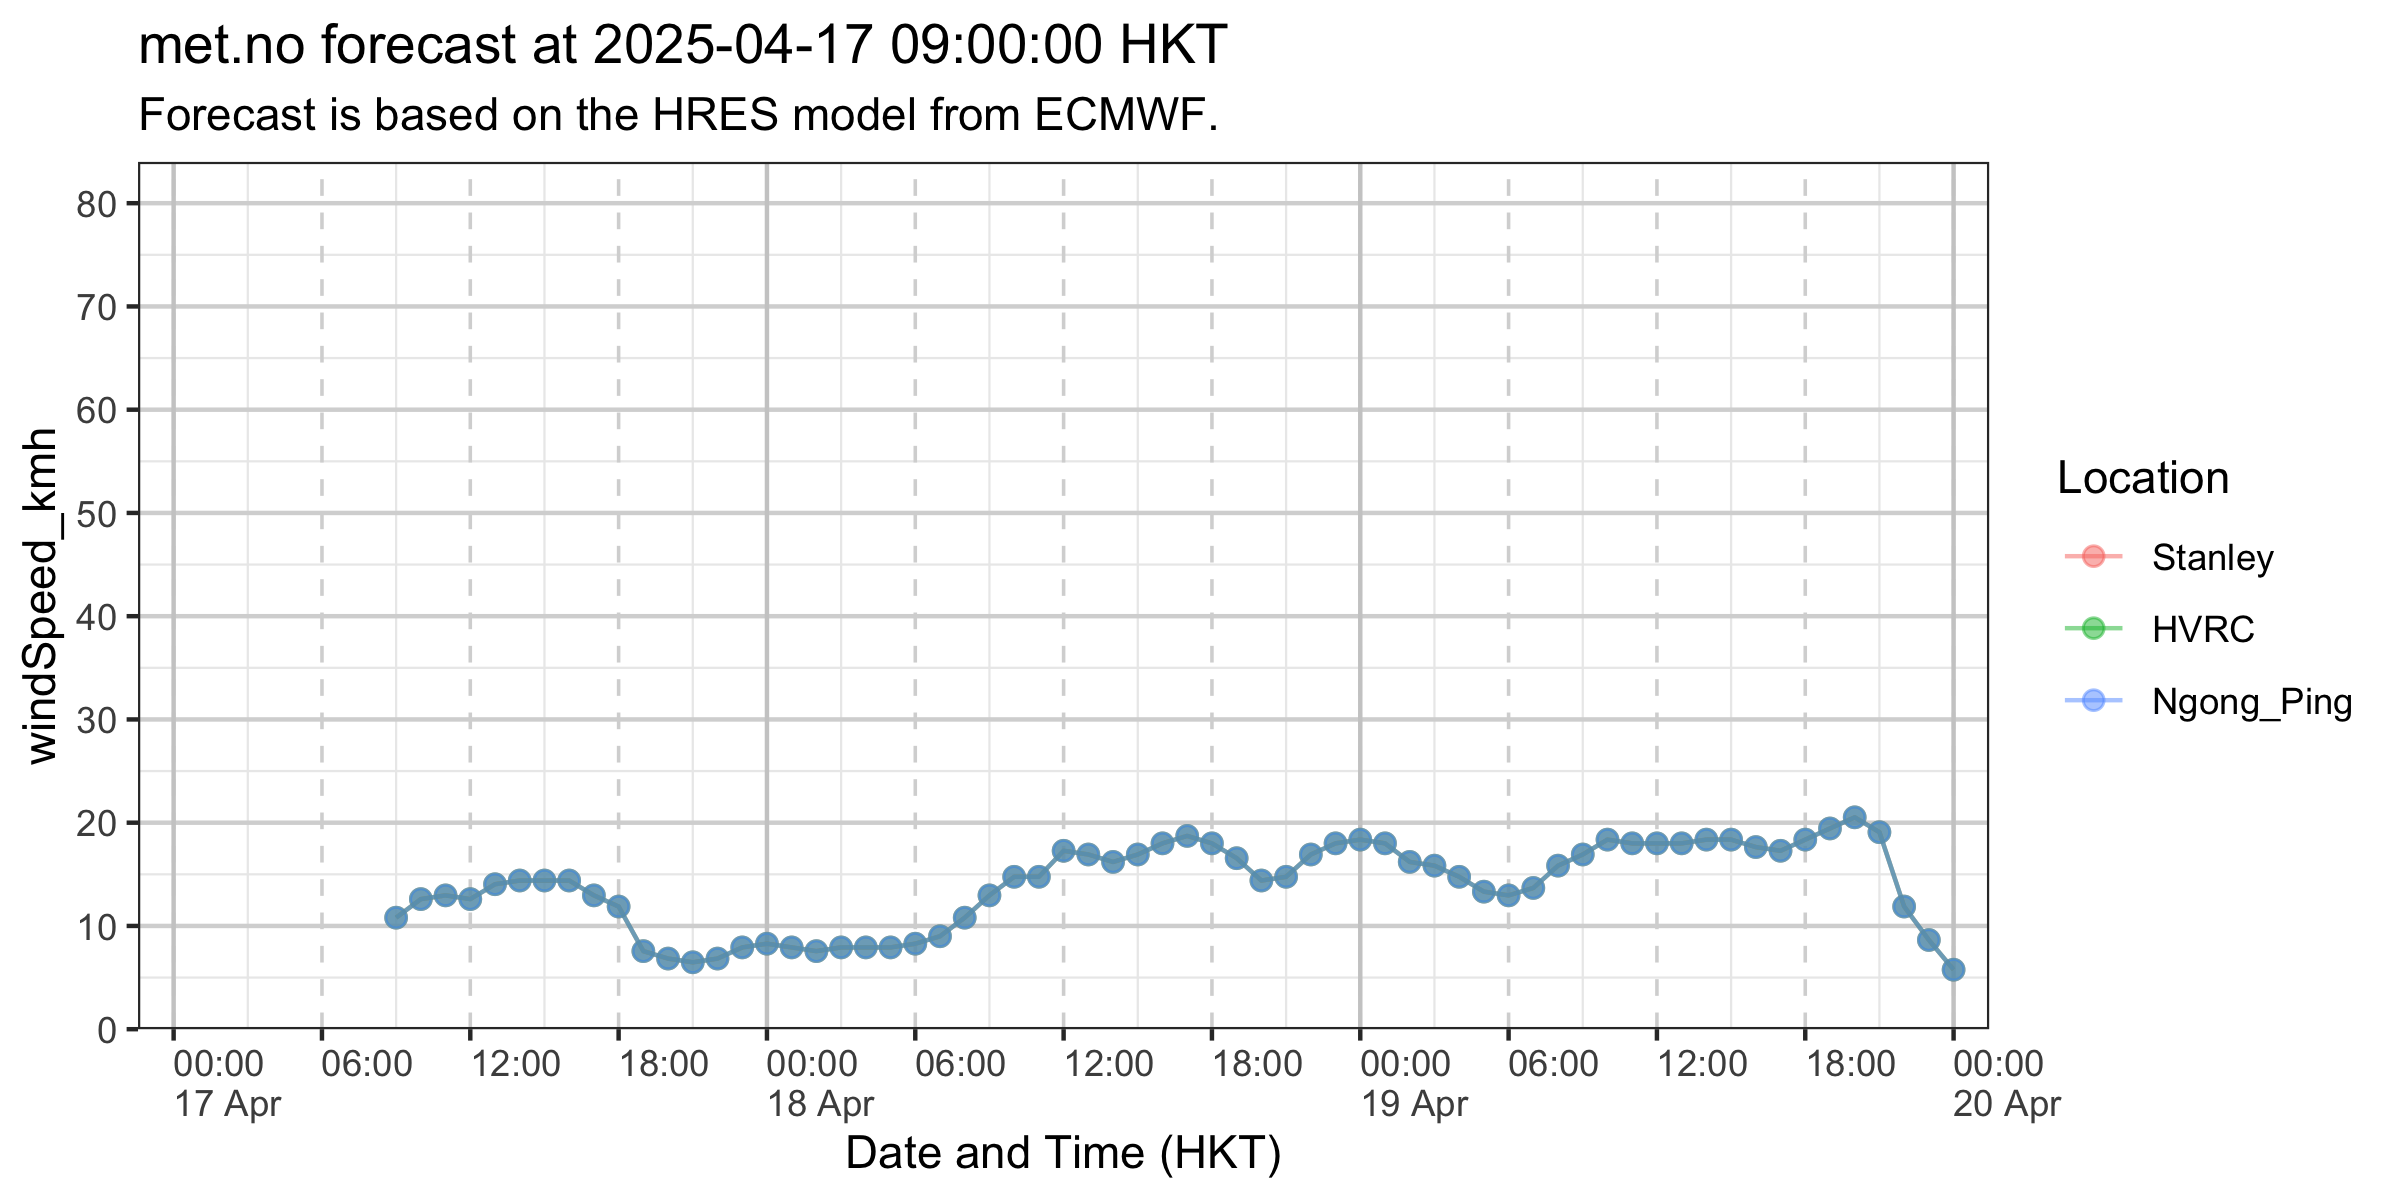 met.no forecast at 2025-04-17 09:00:00 HKT
Forecast is based on the HRES model from ECMWF.
windSpeed_kmh
80
70
60
50
40
30
20
10
0
00:00 06:00 12:00 18:00 00:00 06:00 12:00 18:00 00:00 06:00 12:00 18:00 00:00
17 Apr 18 Apr 19 Apr 20 Apr
Date and Time (HKT)
Location
Stanley
HVRC
Ngong_Ping